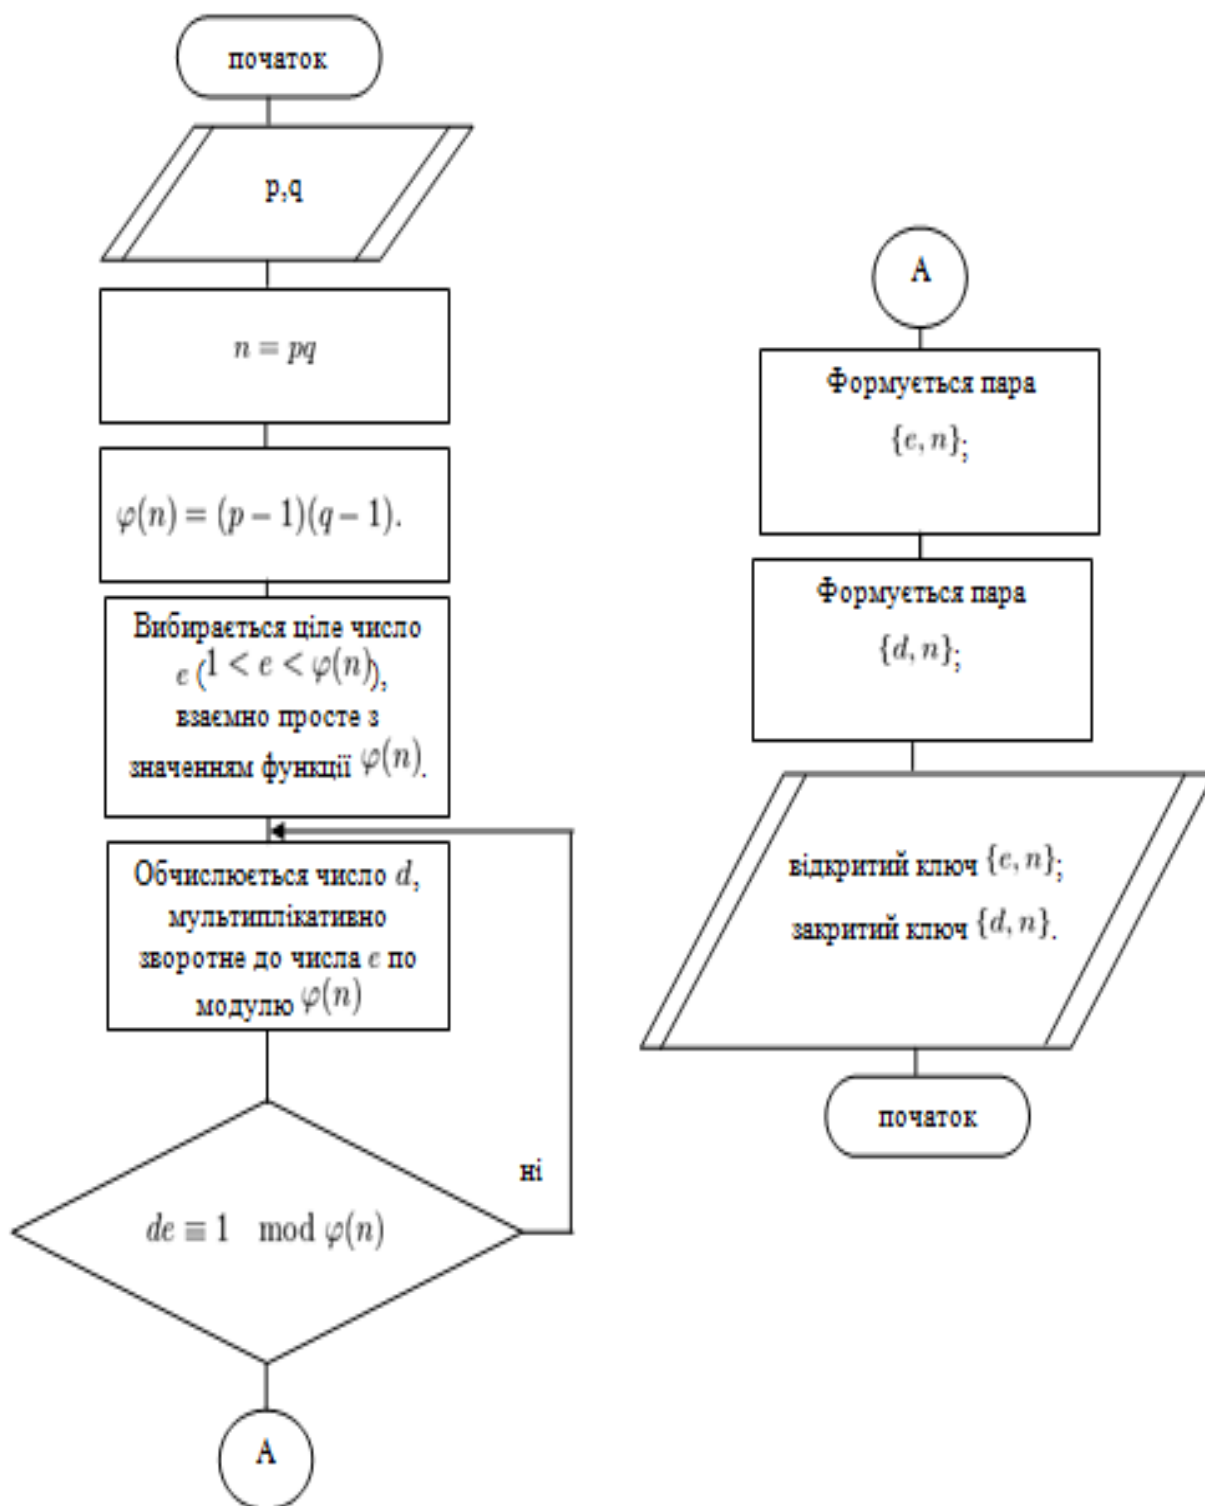 початок
p,q
n = pq
φ(n) = (p − 1)(q − 1).
Вибирається ціле число
e (1 < e < φ(n)),
взаємно просте з
значенням функції φ(n).
Обчислюється число d,
мультиплікативно
зворотне до числа e по
модулю φ(n)
ні
de ≡ 1 mod φ(n)
А
А
Формується пара
{e, n};
Формується пара
{d, n};
відкритий ключ {e, n};
закритий ключ {d, n}.
початок